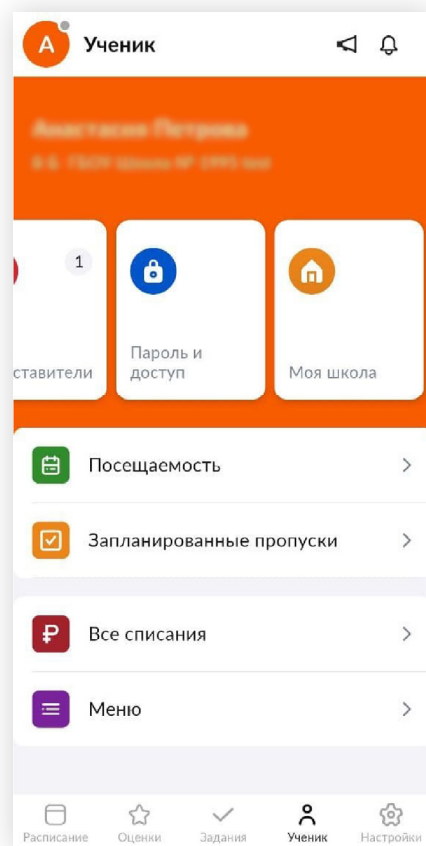 А Ученик
1
ставители
Пароль и
доступ
Моя школа
Посещаемость
Запланированные пропуски
Все списания
Меню
Расписание Оценки Задания Ученик Настройки